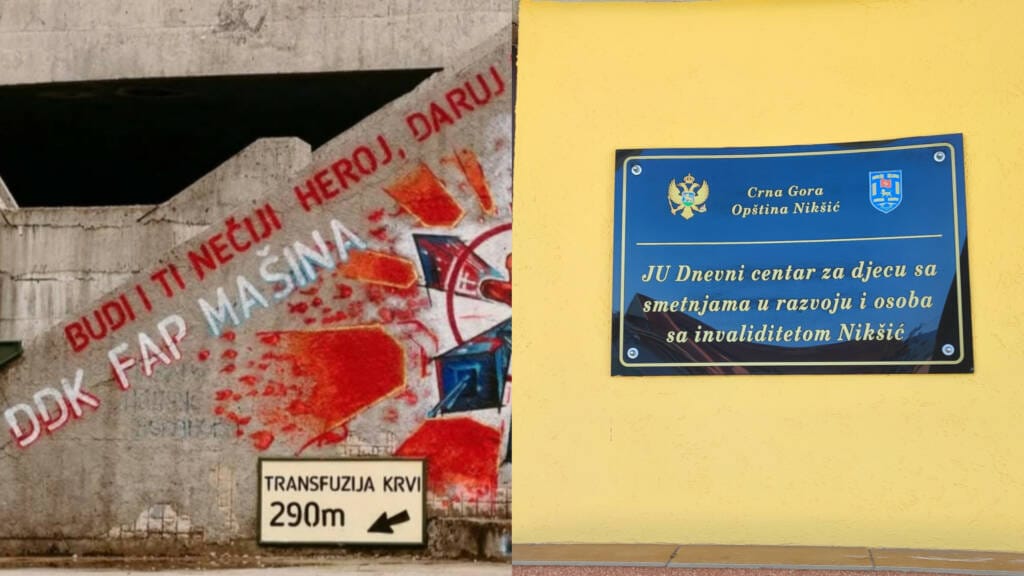 BUDI I TI NEČIJI HEROJ, DARUJ
DDK FAP MAŠINA
TRANSFUZIJA KRVI
290m
Crna Gora
Opština Nikšić
JU Dnevni centar za djecu sa
smetnjama u razvoju i osoba
sa invaliditetom Nikšić